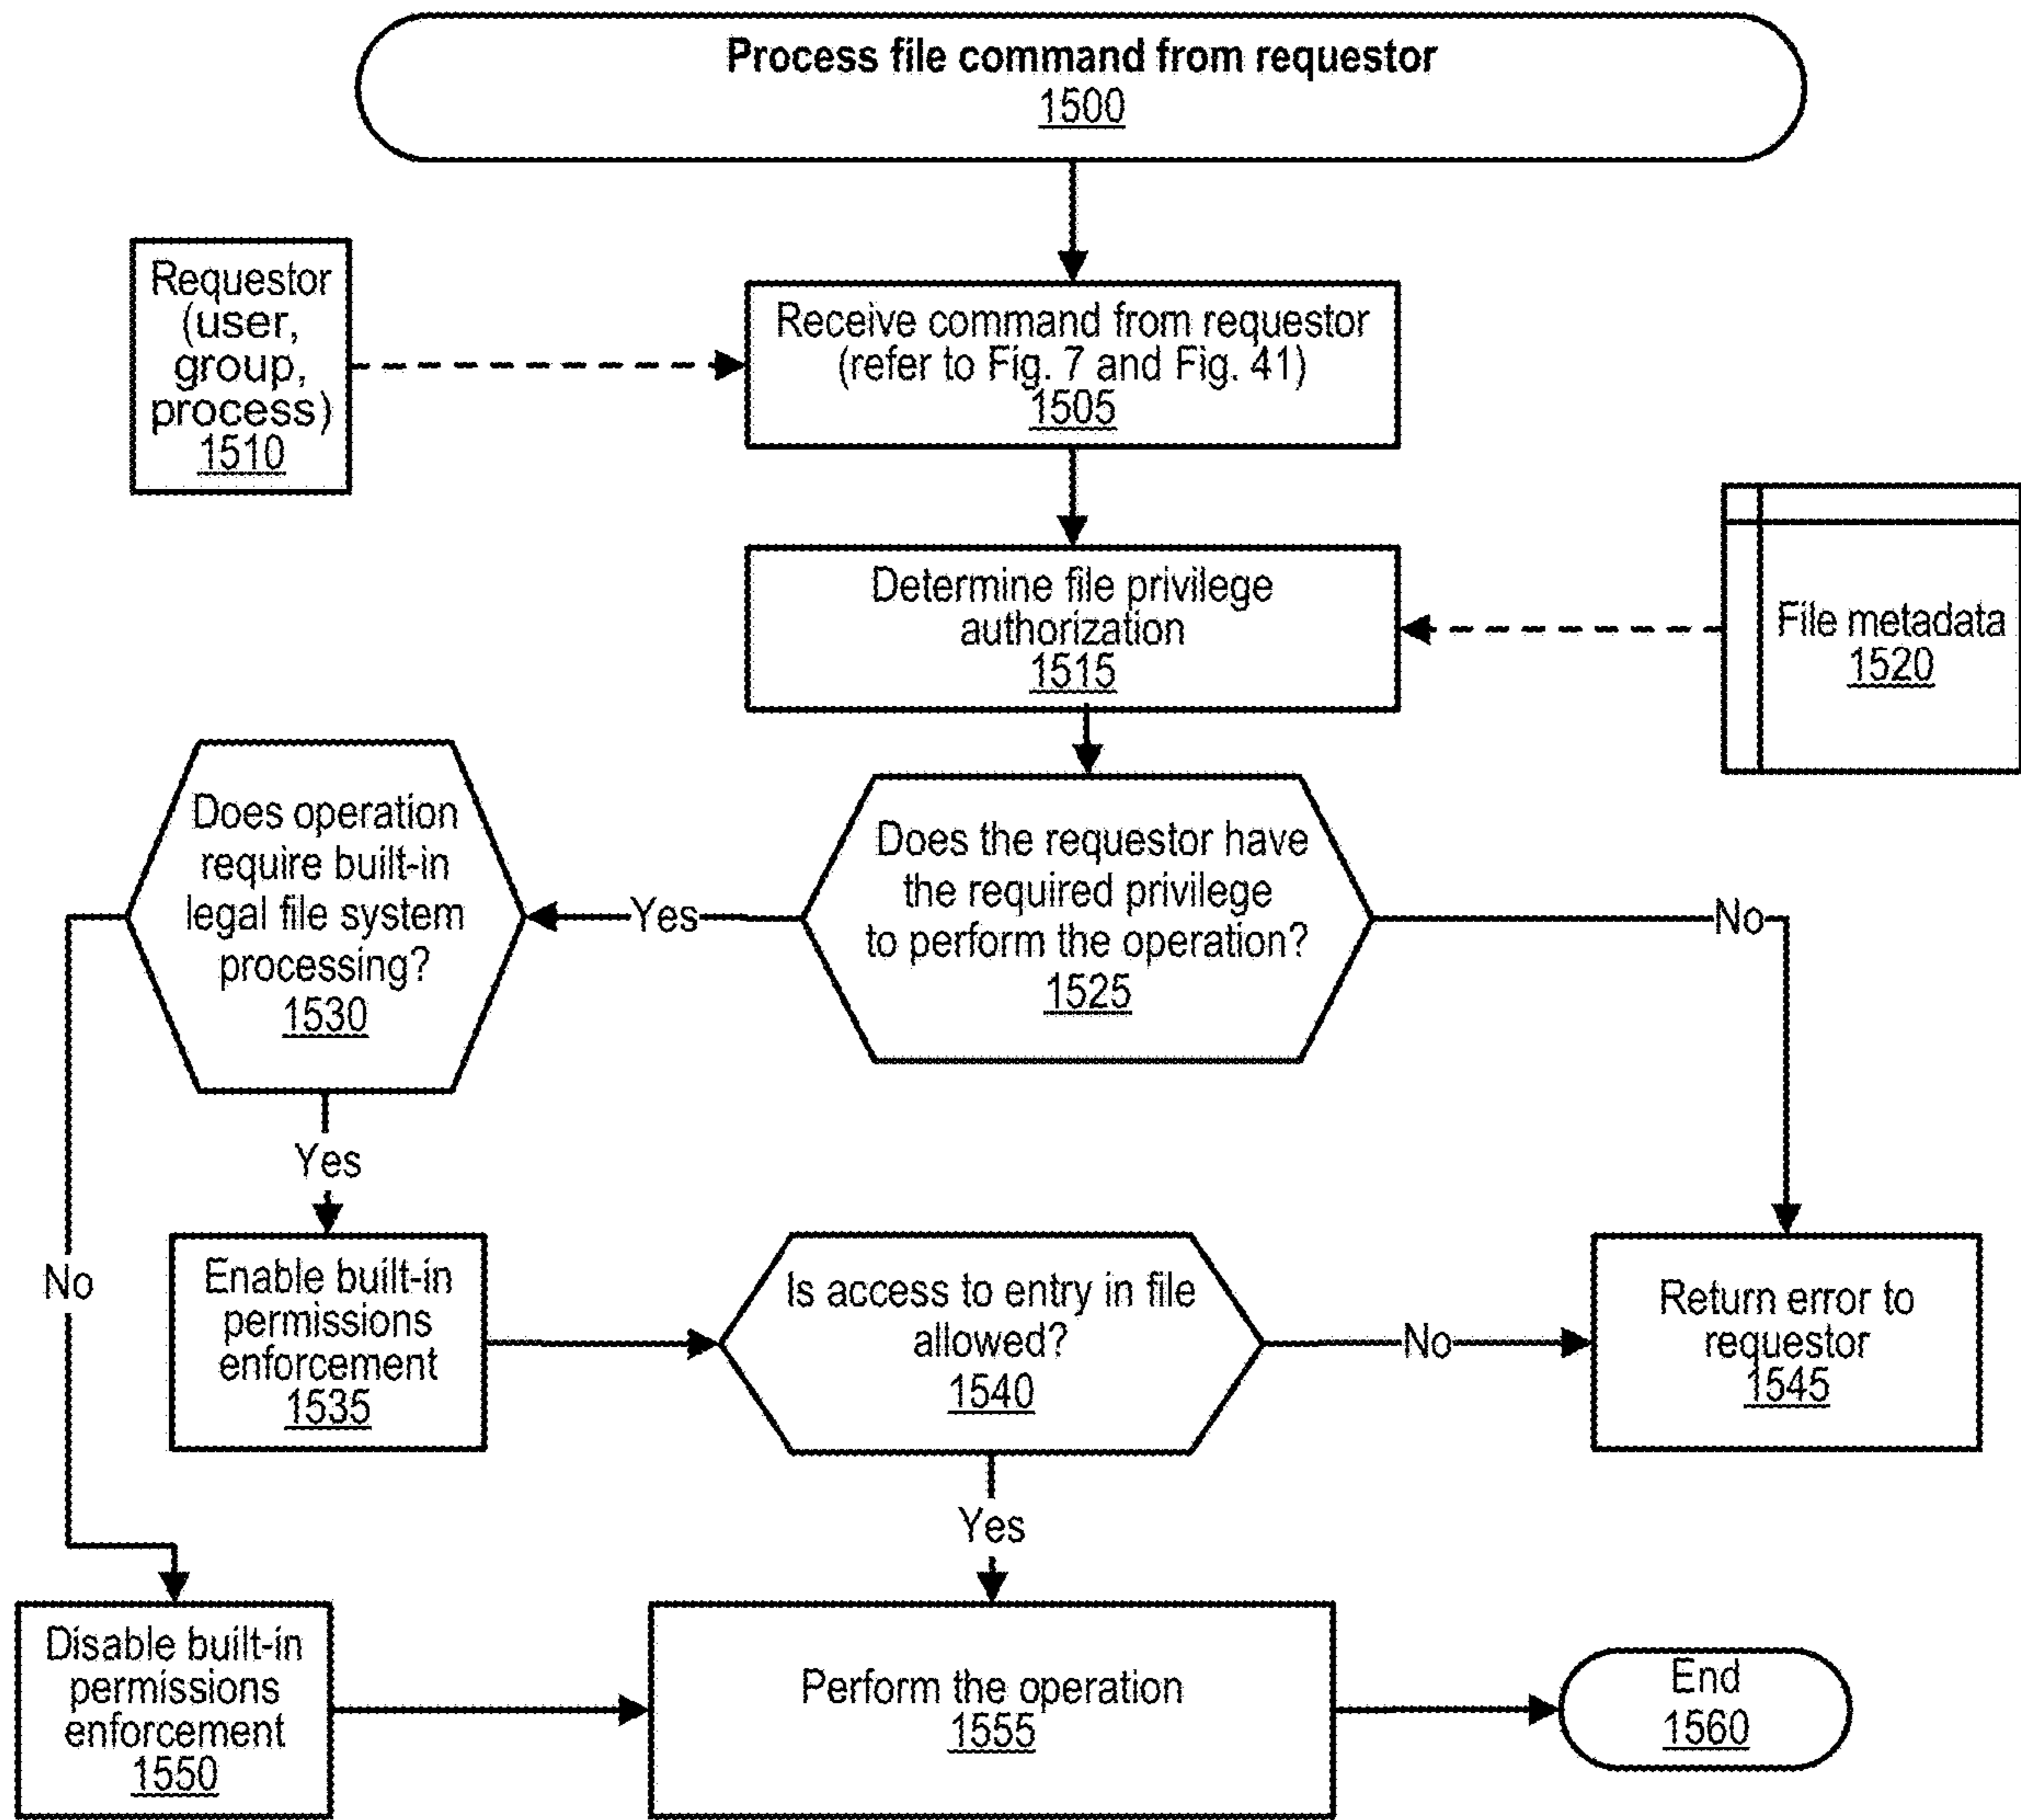 Process file command from requestor
1500
Requestor
(user,
group,
process)
1510
Receive command from requestor
(refer to Fig. 7 and Fig. 41)
1505
Determine file privilege
authorization
1515
File metadata
1520
Does operation
require built-in
legal file system
processing?
1530
Yes
Does the requestor have
the required privilege
to perform the operation?
1525
No
Yes
No
Enable built-in
permissions
enforcement
1535
Is access to entry in file
allowed?
1540
No
Return error to
requestor
1545
Yes
Disable built-in
permissions
enforcement
1550
Perform the operation
1555
End
1560